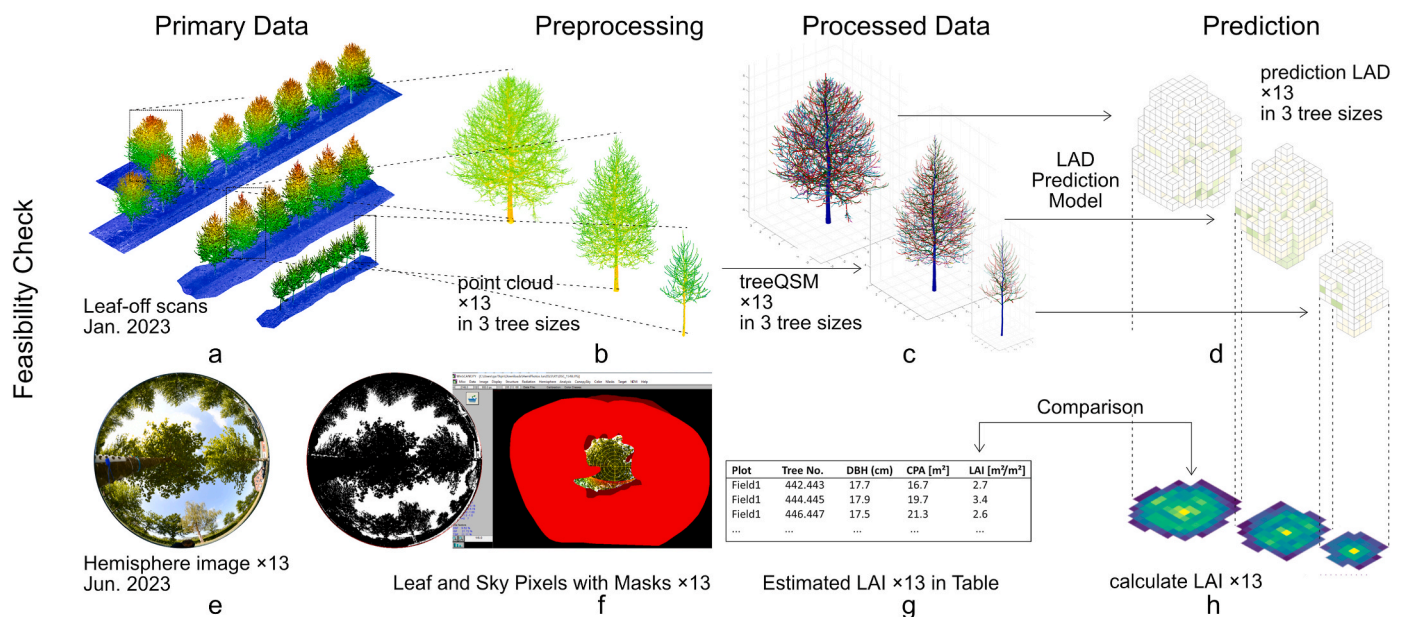 Primary Data
Preprocessing
Processed Data
Prediction
Feasibility Check
Leaf-off scans
Jan. 2023
a
point cloud
×13
in 3 tree sizes
b
treeQSM
×13
in 3 tree sizes
c
LAD
Prediction
Model
prediction LAD
×13
in 3 tree sizes
d
Hemisphere image ×13
Jun. 2023
e
Leaf and Sky Pixels with Masks ×13
f
Comparison
Plot Tree No. DBH (cm) CPA [m²] LAI [m²/m²]
Field1 442.443 17.7 16.7 2.7
Field1 444.445 17.9 19.7 3.4
Field1 446.447 17.5 21.3 2.6
... ... ... ... ...
Estimated LAI ×13 in Table
g
calculate LAI ×13
h